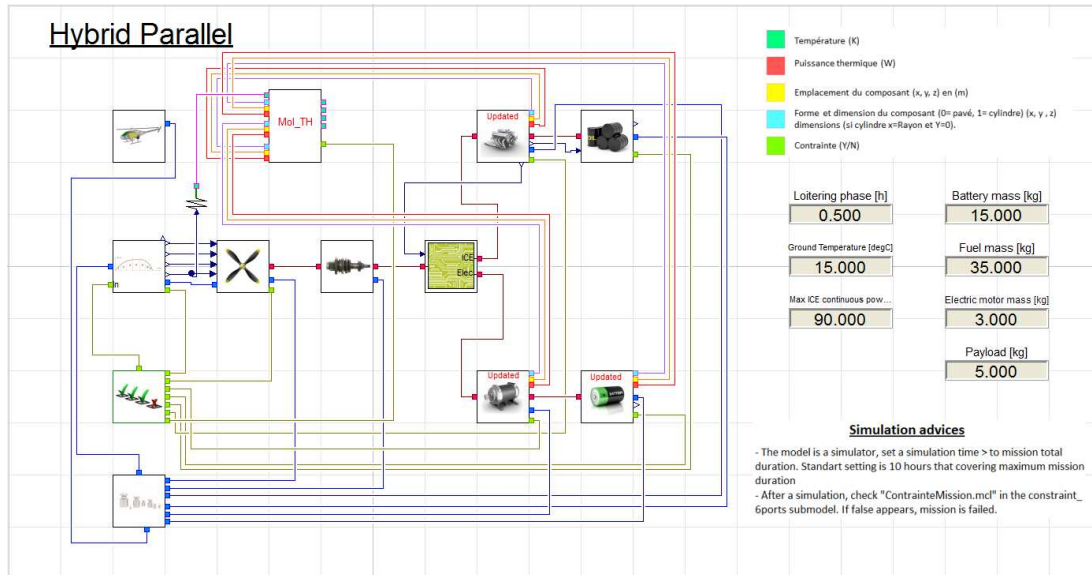 Hybrid Parallel
Température (K)
Puissance thermique (W)
Emplacement du composant (x, y, z) en (m)
Forme et dimension du composant (0= pavé, 1= cylindre) (x, y , z)
dimensions (si cylindre x=Rayon et Y=0).
Contrainte (Y/N)
Mol_TH
Updated
ICE
Elec
in
Updated
Updated
Loitering phase [h]
0.500
Battery mass [kg]
15.000
Ground Temperature [degC]
15.000
Fuel mass [kg]
35.000
Max ICE continuous pow...
90.000
Electric motor mass [kg]
3.000
Payload [kg]
5.000
Simulation advices
- The model is a simulator, set a simulation time > to mission total
duration. Standart setting is 10 hours that covering maximum mission
duration
- After a simulation, check "ContrainteMission.mcl" in the constraint_
6ports submodel. If false appears, mission is failed.